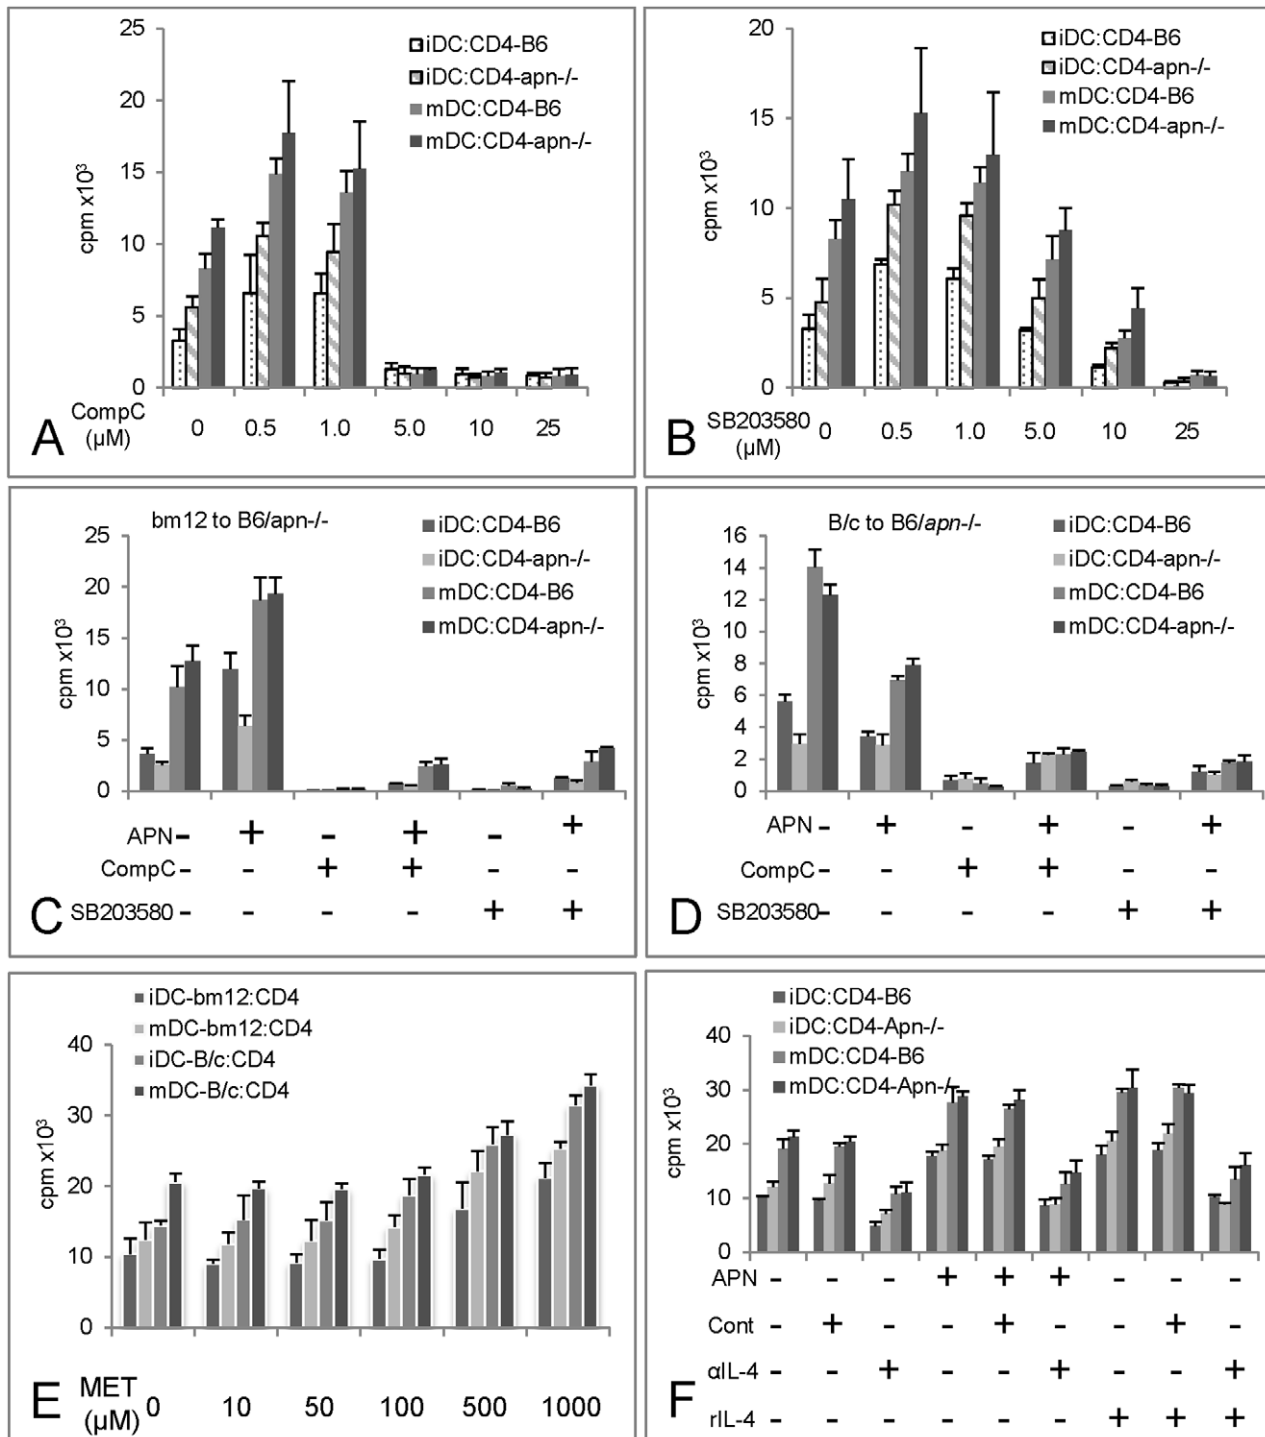 25
20
15
10
5
0
cpm x10³
iDC:CD4-B6
iDC:CD4-apn-/-
mDC:CD4-B6
mDC:CD4-apn-/-
CompC
(µM)
0 0.5 1.0 5.0 10 25
A
20
15
10
5
0
cpm x10³
iDC:CD4-B6
iDC:CD4-apn-/-
mDC:CD4-B6
mDC:CD4-apn-/-
SB203580
(µM)
0 0.5 1.0 5.0 10 25
B
bm12 to B6/apn-/-
25
20
15
10
5
0
cpm x10³
iDC:CD4-B6
iDC:CD4-apn-/-
mDC:CD4-B6
mDC:CD4-apn-/-
APN - + - + - +
CompC - - + + - -
SB203580 - - - - + +
C
B/c to B6/apn-/-
16
14
12
10
8
6
4
2
0
cpm x10³
iDC:CD4-B6
iDC:CD4-apn-/-
mDC:CD4-B6
mDC:CD4-apn-/-
APN - + - + - +
CompC - - + + - -
SB203580 - - - - + +
D
iDC-bm12:CD4
mDC-bm12:CD4
iDC-B/c:CD4
mDC-B/c:CD4
40
30
20
10
0
cpm x10³
MET
(µM)
0 10 50 100 500 1000
E
iDC:CD4-B6
iDC:CD4-Apn-/-
mDC:CD4-B6
mDC:CD4-Apn-/-
40
30
20
10
0
cpm x10³
APN - - - + + + - - -
Cont - + - - + - - + -
αIL-4 - - + - - + - - +
rIL-4 - - - - - - + + +
F